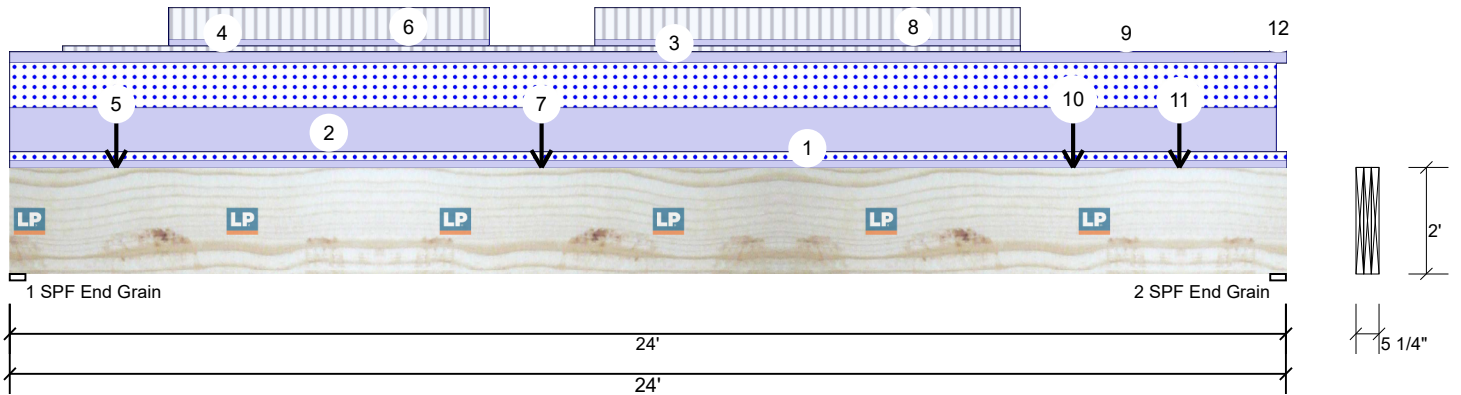 4 6 8 9 12
3
5 7 10 11
2 1
LP LP LP LP LP LP
2'
1 SPF End Grain 2 SPF End Grain
24' 5 1/4"
24'